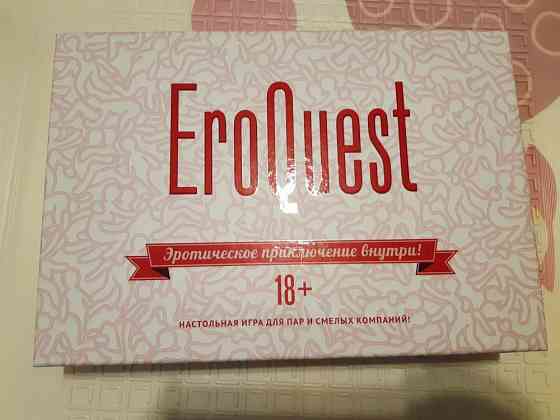 EroQuest
Эротическое приключение внутри!
18+
НАСТОЛЬНАЯ ИГРА ДЛЯ ПАР И СМЕЛЫХ КОМПАНИЙ!